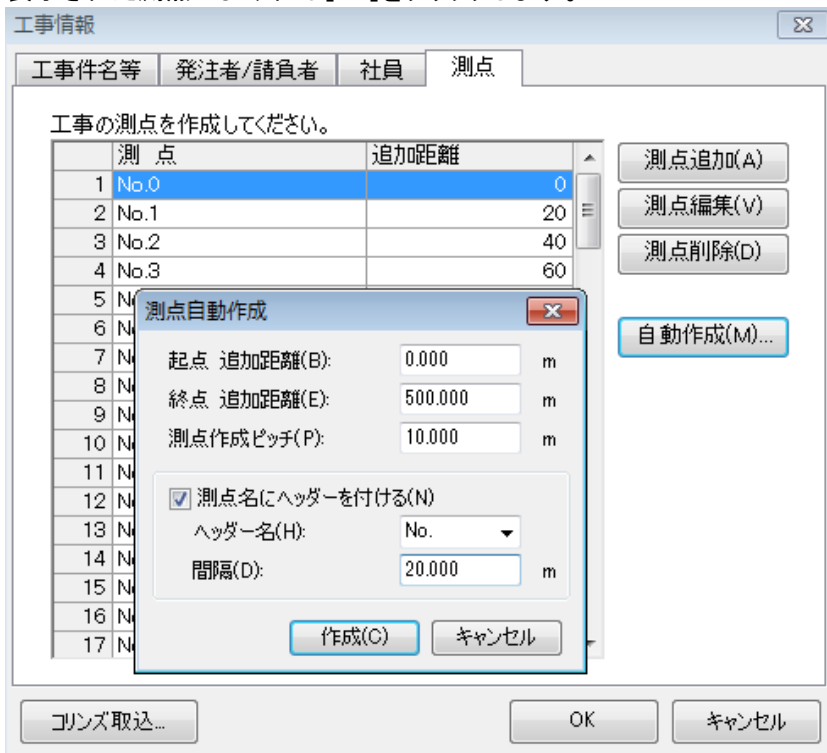 工事情報
工事件名等 発注者/請負者 社員 測点
工事の測点を作成してください。
測 点 追加距離
1 No.0 0
2 No.1 20
3 No.2 40
4 No.3 60
5 N
6 N
7 N
8 N
9 N
10 N
11 N
12 N
13 N
14 N
15 N
16 N
17 N
測点追加(A)
測点編集(V)
測点削除(D)
自動作成(M)...
測点自動作成
起点 追加距離(B): 0.000 m
終点 追加距離(E): 500.000 m
測点作成ピッチ(P): 10.000 m
測点名にヘッダーを付ける(N)
ヘッダー名(H): No.
間隔(D): 20.000 m
作成(C) キャンセル
コリンズ取込... OK キャンセル